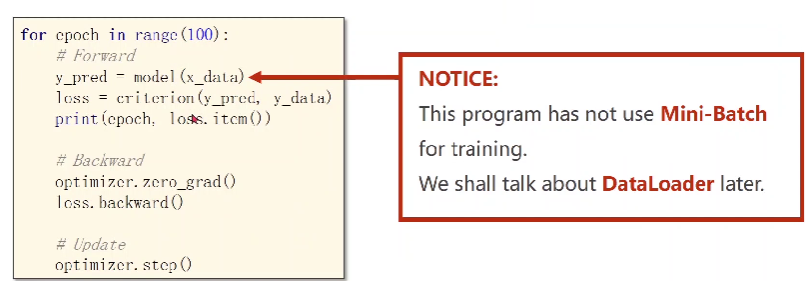 for epoch in range(100):
# Forward
y_pred = model(x_data)
loss = criterion(y_pred, y_data)
print(epoch, loss.item())
# Backward
optimizer.zero_grad()
loss.backward()
# Update
optimizer.step()
NOTICE:
This program has not use Mini-Batch
for training.
We shall talk about DataLoader later.